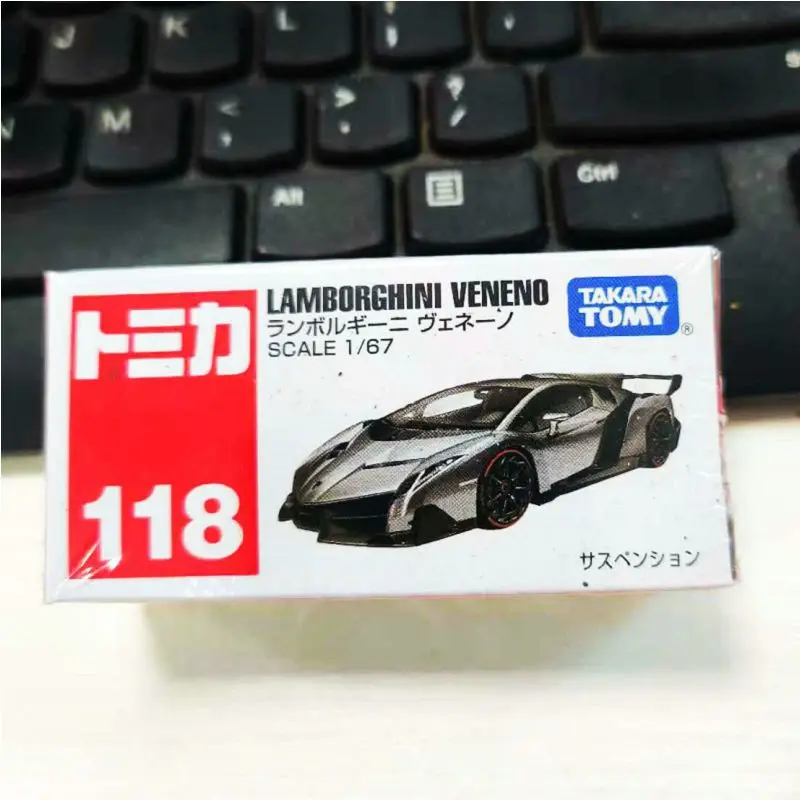 J K L : ;
M < , > . ? /
Alt Ctrl
トミカ
118
LAMBORGHINI VENENO
ランボルギーニ ヴェネーノ
SCALE 1/67
TAKARA
TOMY
®
サスペンション